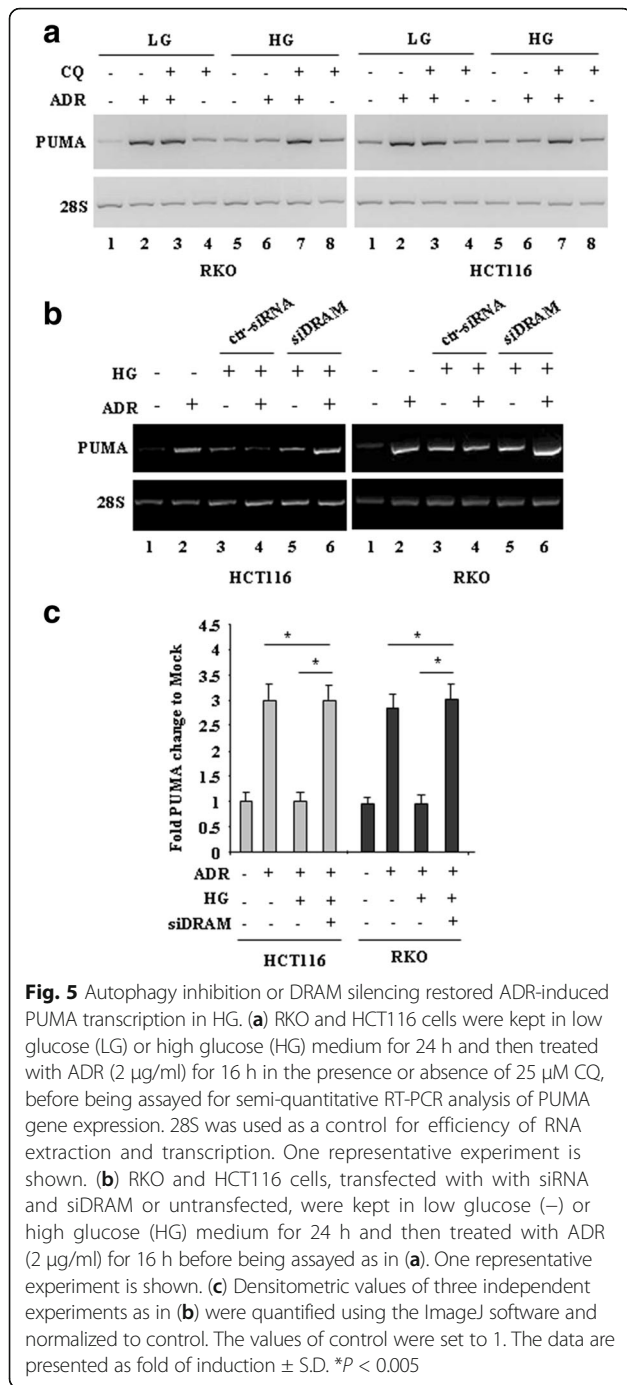 a
LG HG LG HG
CQ - - + + - - + + - - + + - - + +
ADR - + + - - + + - - + + - - + + -
PUMA
28S
1 2 3 4 5 6 7 8 1 2 3 4 5 6 7 8
RKO HCT116
b
ctr-siRNA siDRAM ctr-siRNA siDRAM
HG - - + + + + - - + + + +
ADR - + - + - + - + - + - +
PUMA
28S
1 2 3 4 5 6 1 2 3 4 5 6
HCT116 RKO
c
Fold PUMA change to Mock
4.5
4
3.5
3
2.5
2
1.5
1
0.5
0
* *
* *
ADR - + + + - + + +
HG - - + + - - + +
siDRAM - - - + - - - +
HCT116 RKO
Fig. 5 Autophagy inhibition or DRAM silencing restored ADR-induced
PUMA transcription in HG. (a) RKO and HCT116 cells were kept in low
glucose (LG) or high glucose (HG) medium for 24 h and then treated
with ADR (2 μg/ml) for 16 h in the presence or absence of 25 μM CQ,
before being assayed for semi-quantitative RT-PCR analysis of PUMA
gene expression. 28S was used as a control for efficiency of RNA
extraction and transcription. One representative experiment is
shown. (b) RKO and HCT116 cells, transfected with with siRNA
and siDRAM or untransfected, were kept in low glucose (−) or
high glucose (HG) medium for 24 h and then treated with ADR
(2 μg/ml) for 16 h before being assayed as in (a). One representative
experiment is shown. (c) Densitometric values of three independent
experiments as in (b) were quantified using the ImageJ software and
normalized to control. The values of control were set to 1. The data are
presented as fold of induction ± S.D. *P < 0.005